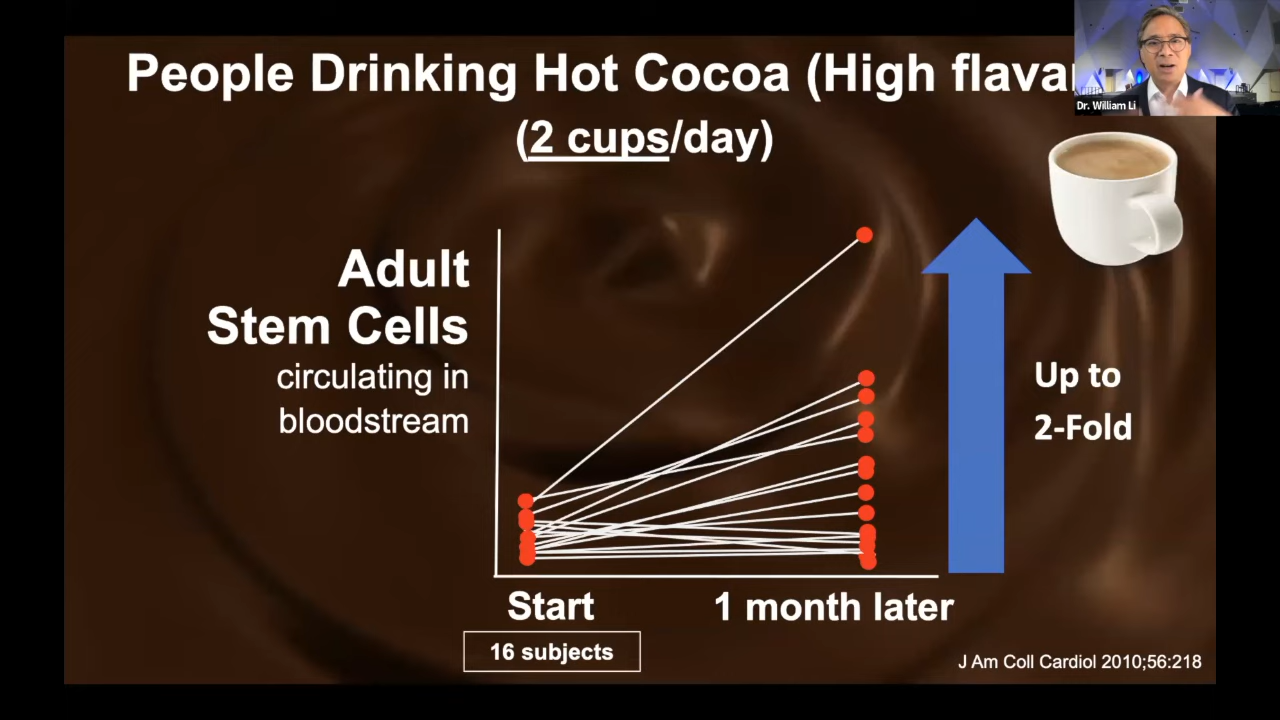 People Drinking Hot Cocoa (High flava
(2 cups/day)
Dr. William Li
Adult
Stem Cells
circulating in
bloodstream
Up to
2-Fold
Start
1 month later
16 subjects
J Am Coll Cardiol 2010;56:218